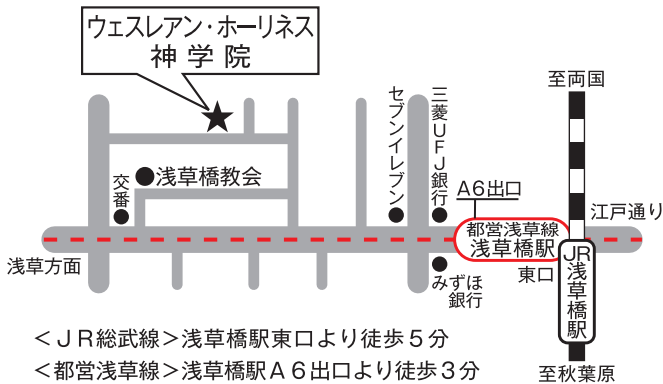 ウェスレアン・ホーリネス
神学院
至両国
セブンイレブン
三菱UFJ銀行
A6出口
交番
浅草橋教会
江戸通り
都営浅草線
浅草橋駅
浅草方面
東口
JR浅草橋駅
みずほ
銀行
至秋葉原
＜ＪＲ総武線＞浅草橋駅東口より徒歩５分
＜都営浅草線＞浅草橋駅Ａ６出口より徒歩３分